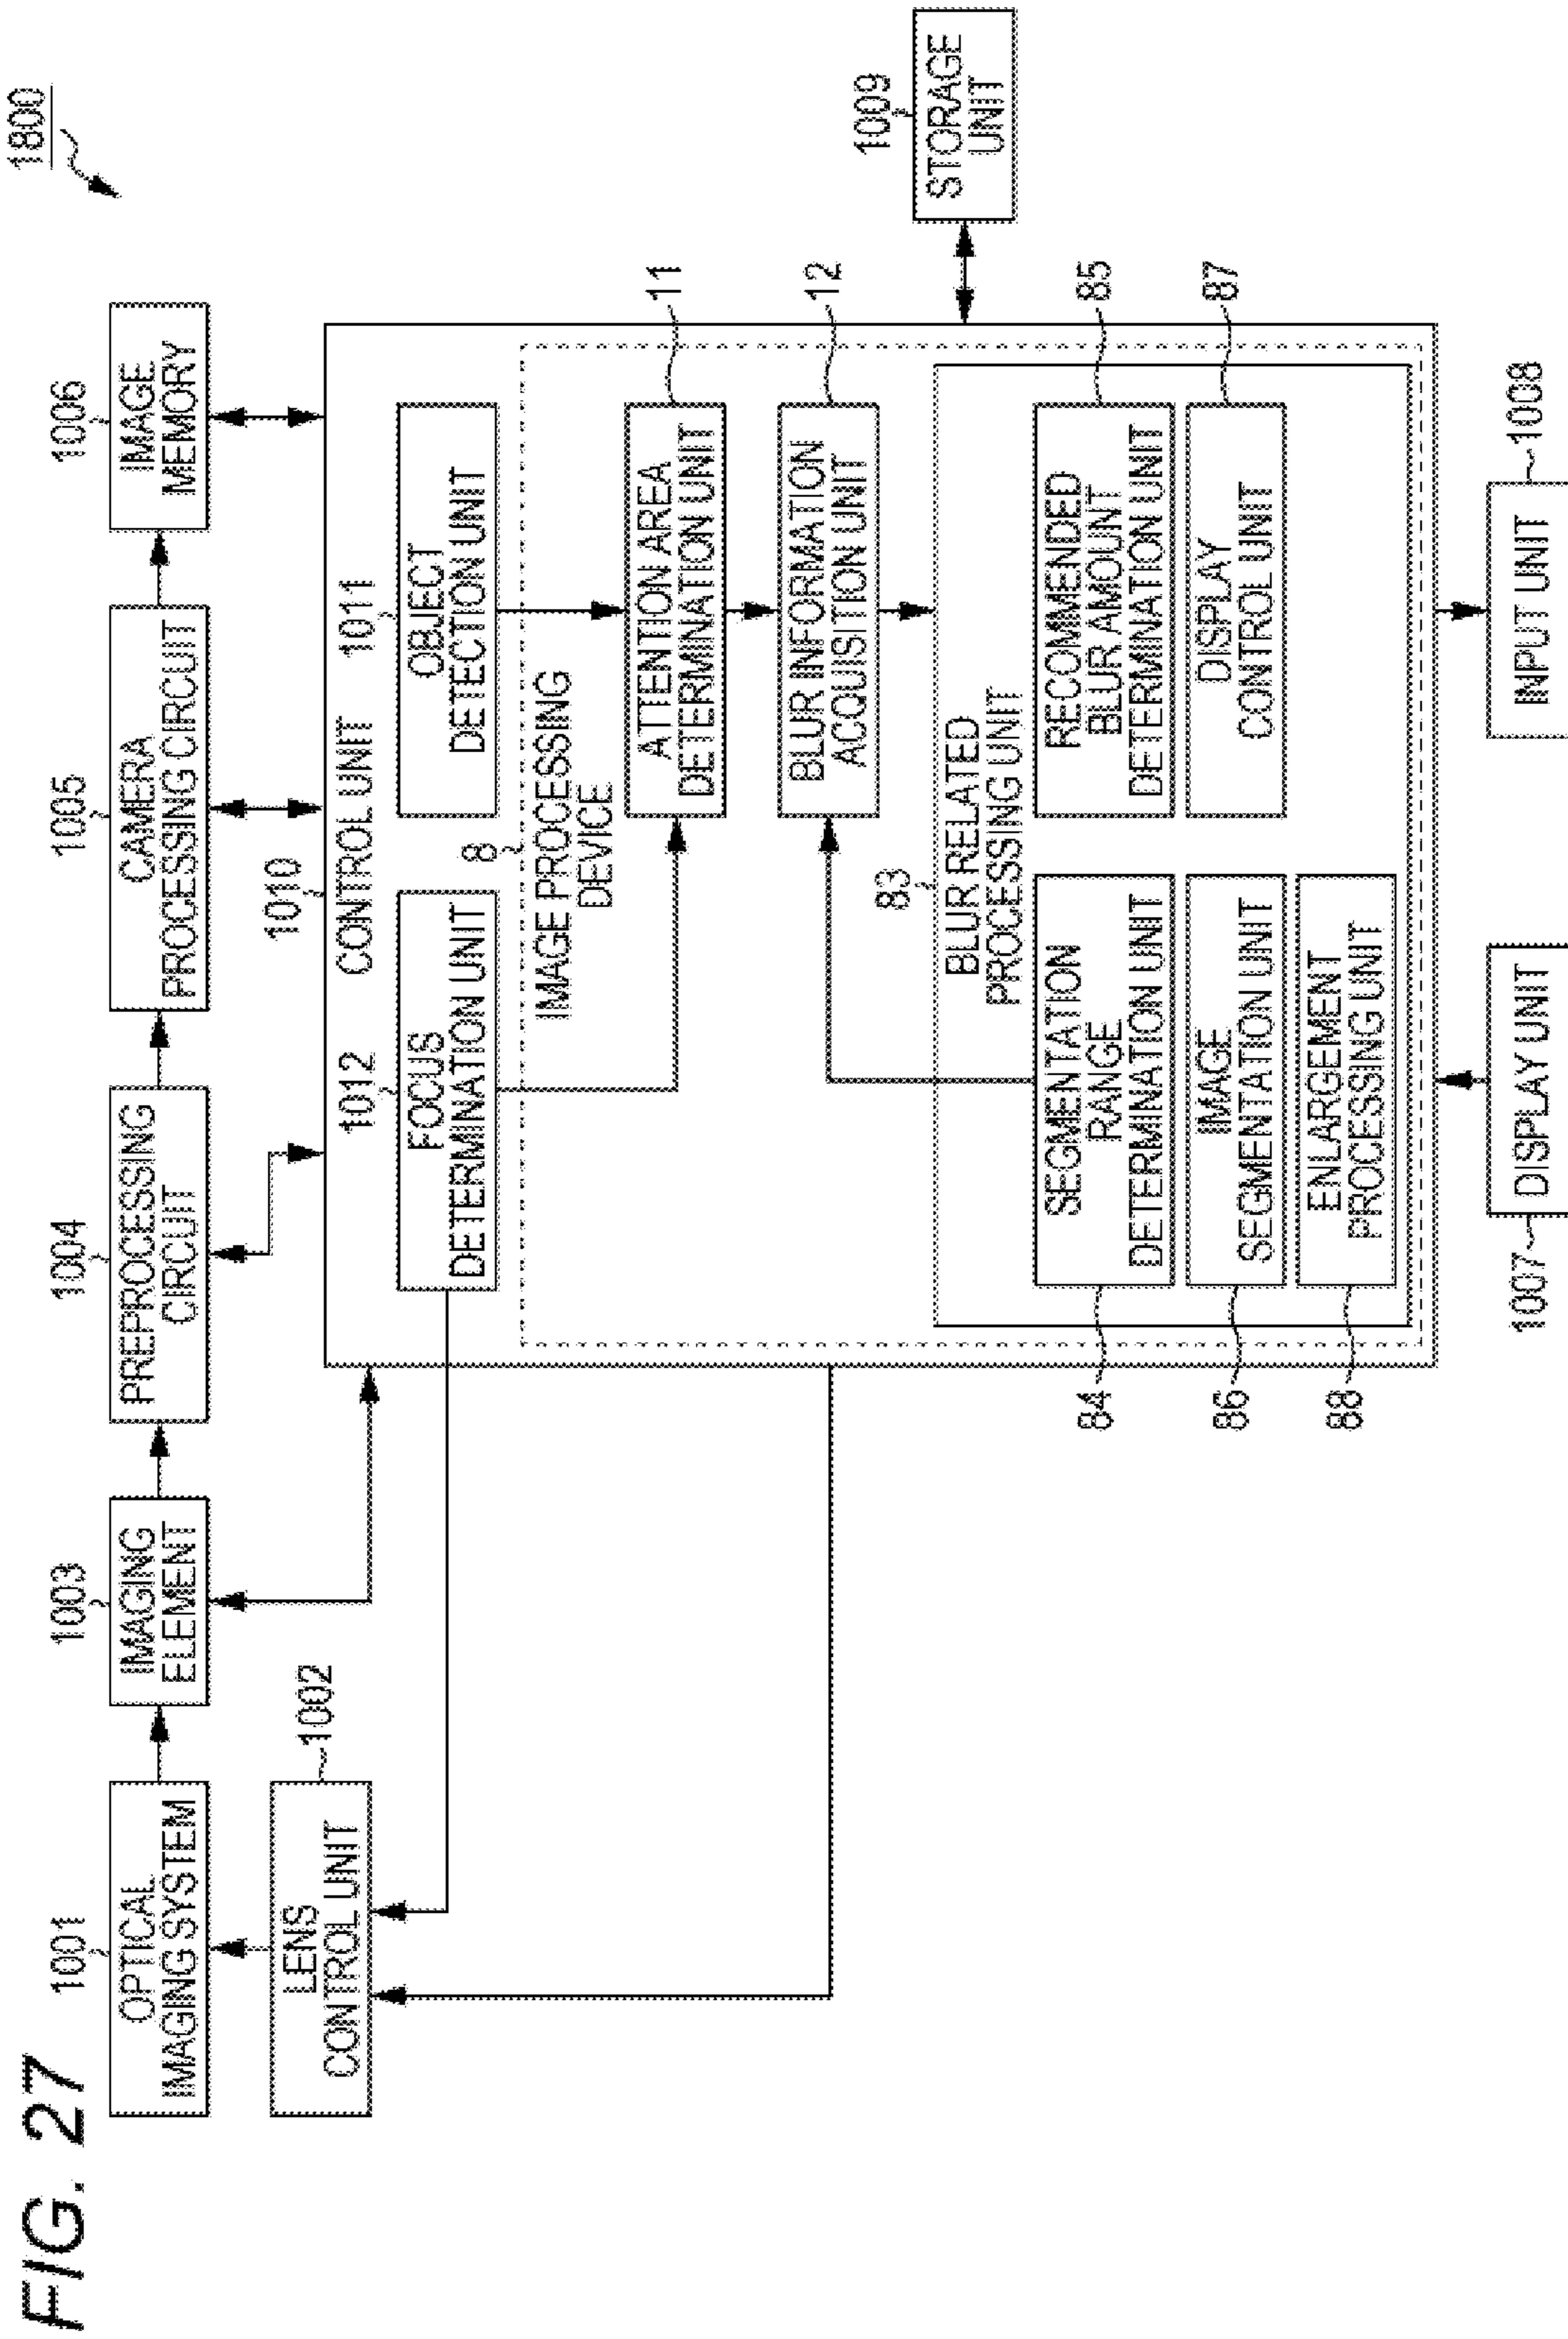 FIG. 27
1800
1001
OPTICAL
IMAGING SYSTEM
1003
IMAGING
ELEMENT
1004
PREPROCESSING
CIRCUIT
1005
CAMERA
PROCESSING CIRCUIT
1006
IMAGE
MEMORY
LENS
CONTROL UNIT
1002
1010
CONTROL UNIT
1012
FOCUS
DETERMINATION UNIT
1011
OBJECT
DETECTION UNIT
8
IMAGE PROCESSING
DEVICE
ATTENTION AREA
DETERMINATION UNIT
11
BLUR INFORMATION
ACQUISITION UNIT
12
83
BLUR RELATED
PROCESSING UNIT
84
SEGMENTATION
RANGE
DETERMINATION UNIT
RECOMMENDED
BLUR AMOUNT
DETERMINATION UNIT
85
86
IMAGE
SEGMENTATION UNIT
DISPLAY
CONTROL UNIT
87
88
ENLARGEMENT
PROCESSING UNIT
1009
STORAGE
UNIT
1007
DISPLAY UNIT
INPUT UNIT
1008